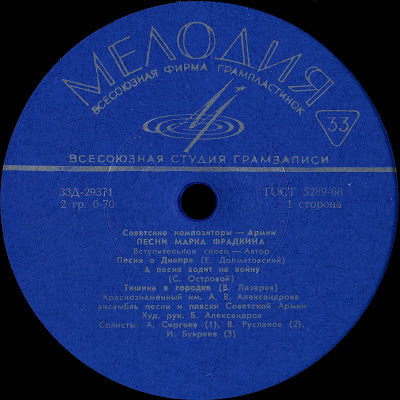 МЕЛОДИЯ
ВСЕСОЮЗНАЯ ФИРМА ГРАМПЛАСТИНОК
33
ВСЕСОЮЗНАЯ СТУДИЯ ГРАМЗАПИСИ
33Д-29371
ГОСТ 5289-68
2 гр. 0-70
1 сторона
Советские композиторы — Армии
ПЕСНИ МАРКА ФРАДКИНА
Вступительное слово — Автор
Песня о Днепре (Е. Долматовский)
А песня ходит на войну
(С. Островой)
Тишина в городке (В. Лазарев)
Краснознаменный им. А. В. Александрова
ансамбль песни и пляски Советской Армии
Худ. рук. Б. Александров
Солисты: А. Сергеев (1), В. Русланов (2),
И. Букреев (3)